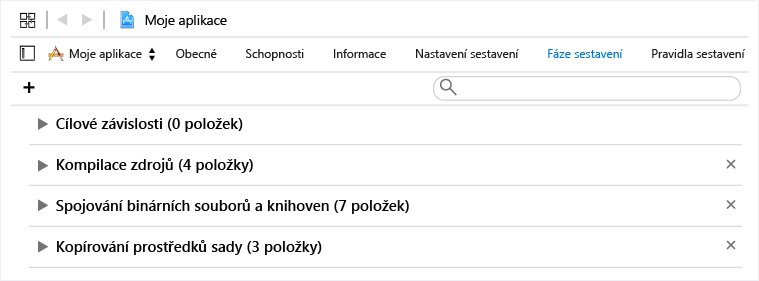 Moje aplikace
Moje aplikace Obecné Schopnosti Informace Nastavení sestavení Fáze sestavení Pravidla sestavení
+
Cílové závislosti (0 položek)
Kompilace zdrojů (4 položky)
Spojování binárních souborů a knihoven (7 položek)
Kopírování prostředků sady (3 položky)